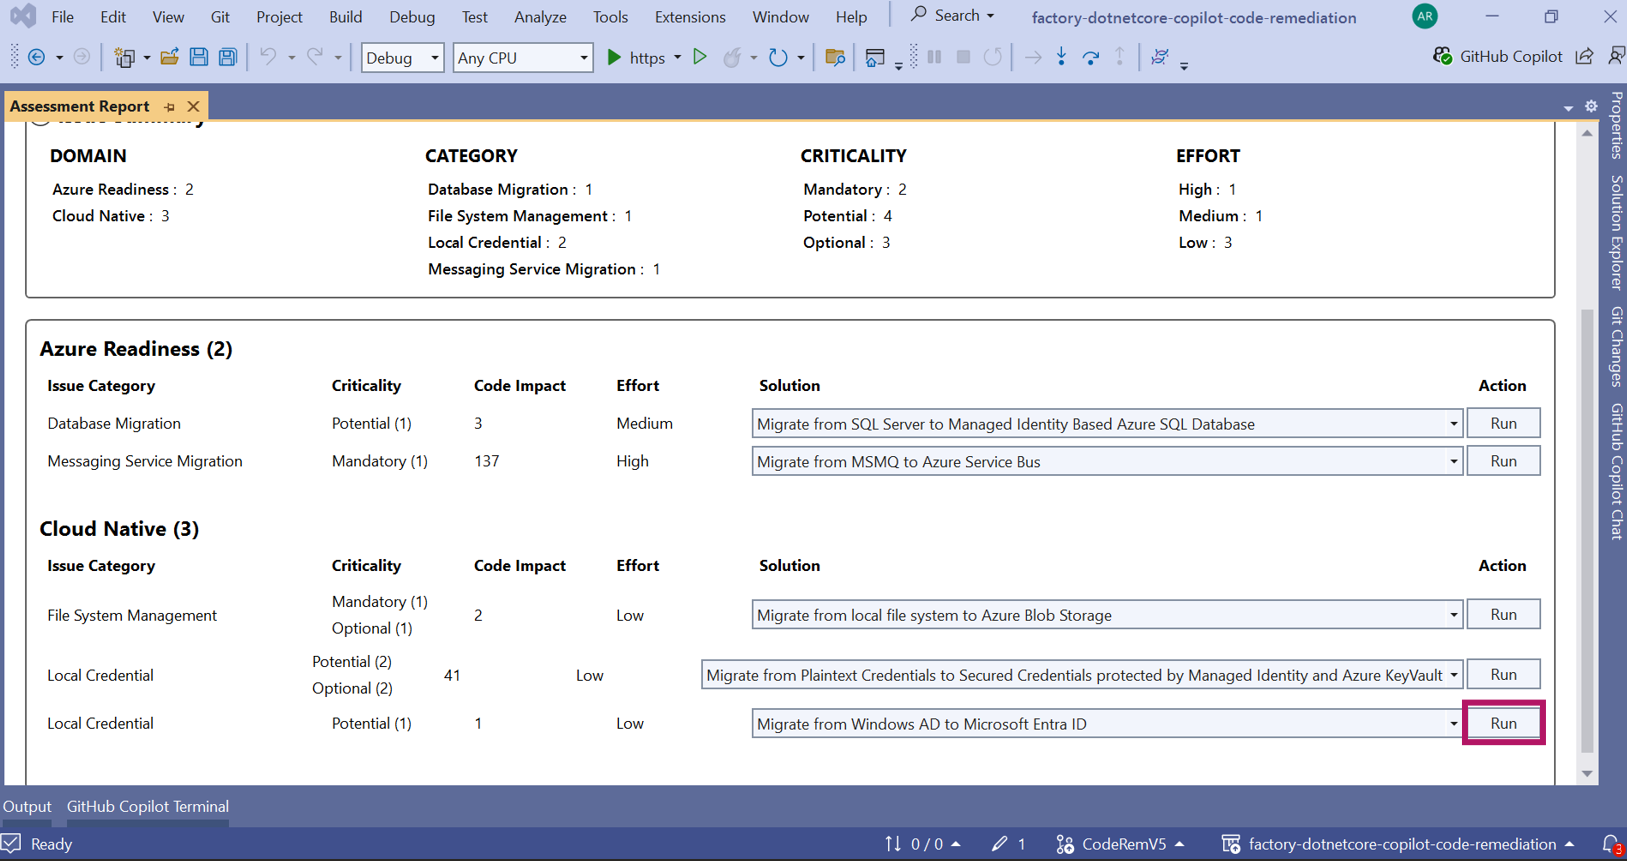 File Edit View Git Project Build Debug Test Analyze Tools Extensions Window Help Search factory-dotnetcore-copilot-code-remediation AR
Debug Any CPU https GitHub Copilot
Assessment Report
Issue Summary
DOMAIN CATEGORY CRITICALITY EFFORT
Azure Readiness : 2 Database Migration : 1 Mandatory : 2 High : 1
Cloud Native : 3 File System Management : 1 Potential : 4 Medium : 1
Local Credential : 2 Optional : 3 Low : 3
Messaging Service Migration : 1
Azure Readiness (2)
Issue Category Criticality Code Impact Effort Solution Action
Database Migration Potential (1) 3 Medium Migrate from SQL Server to Managed Identity Based Azure SQL Database Run
Messaging Service Migration Mandatory (1) 137 High Migrate from MSMQ to Azure Service Bus Run
Cloud Native (3)
Issue Category Criticality Code Impact Effort Solution Action
Mandatory (1)
File System Management 2 Low Migrate from local file system to Azure Blob Storage Run
Optional (1)
Potential (2)
Local Credential 41 Low Migrate from Plaintext Credentials to Secured Credentials protected by Managed Identity and Azure KeyVault Run
Optional (2)
Local Credential Potential (1) 1 Low Migrate from Windows AD to Microsoft Entra ID Run
Properties
Solution Explorer
Git Changes
GitHub Copilot Chat
Output GitHub Copilot Terminal
Ready 0 / 0 1 CodeRemV5 factory-dotnetcore-copilot-code-remediation 3